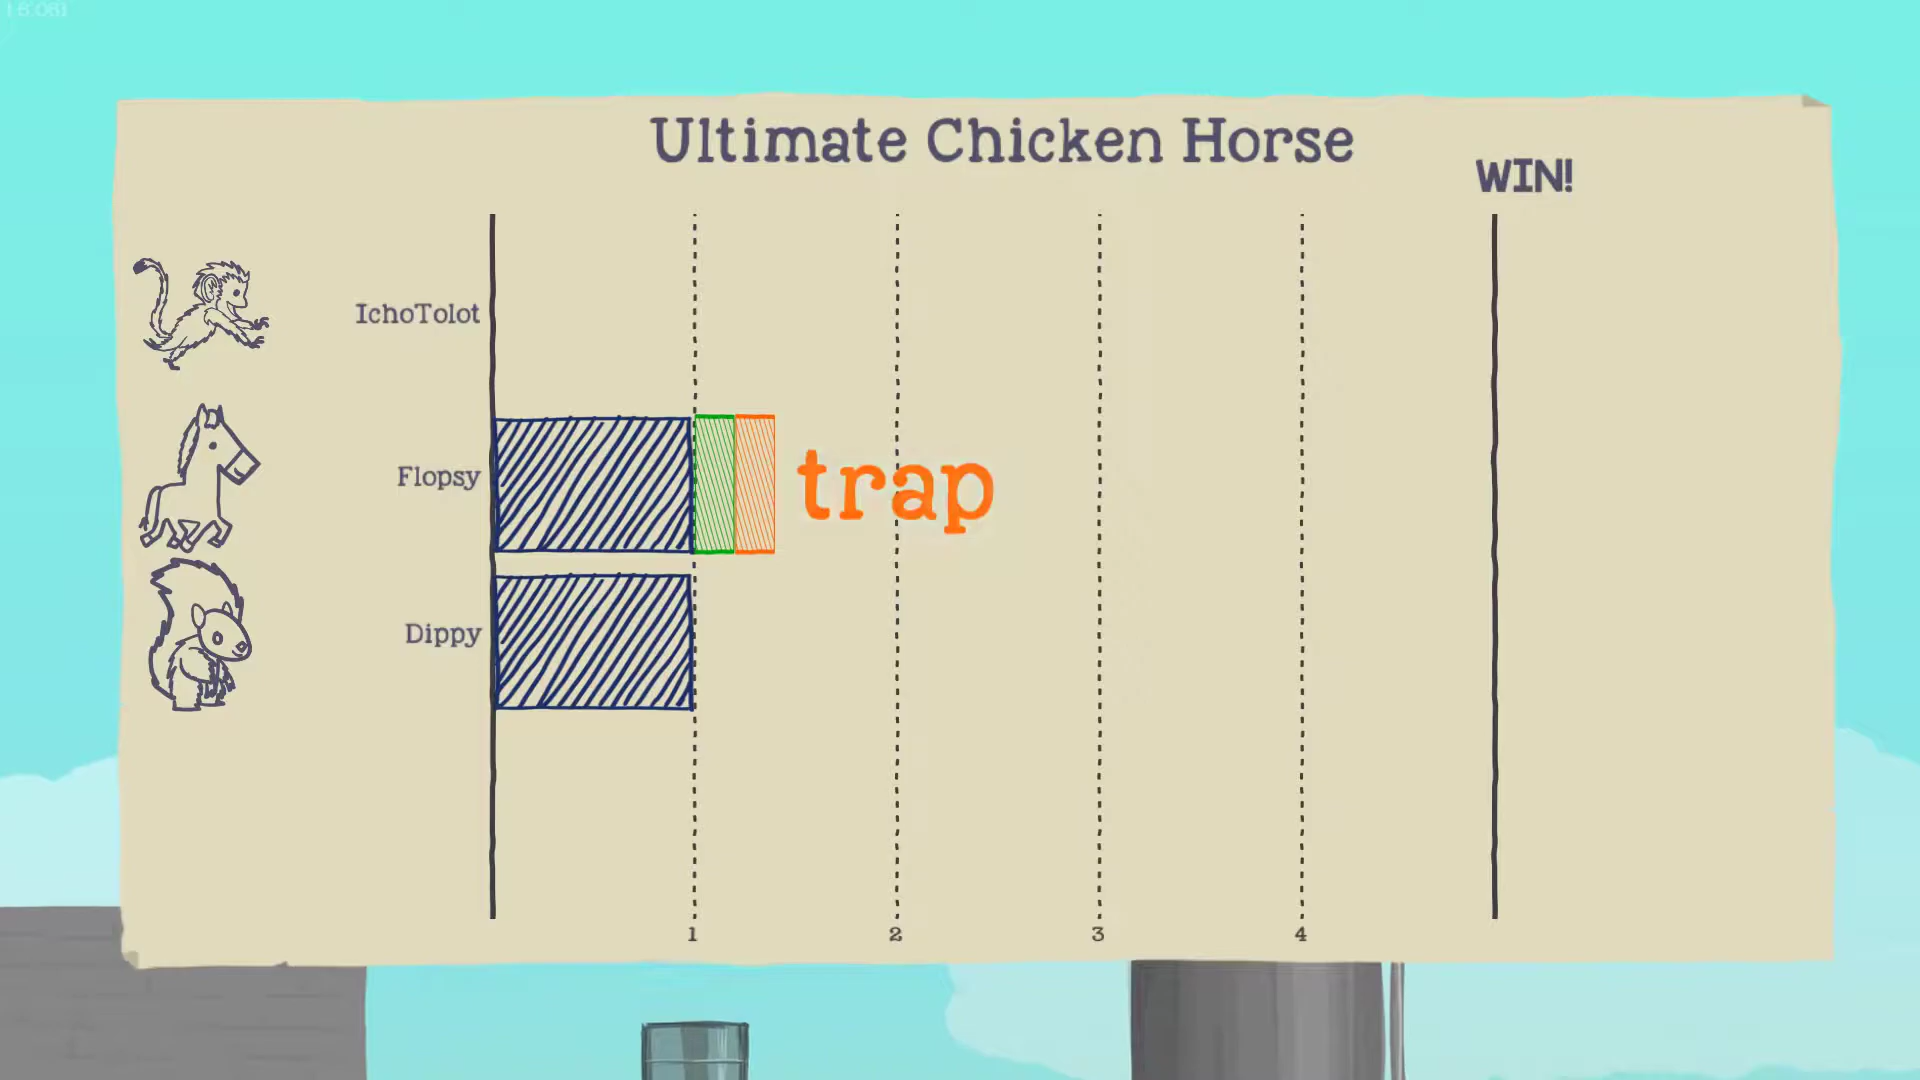 Ultimate Chicken Horse
WIN!
IchoTolot
Flopsy
trap
Dippy
1 2 3 4